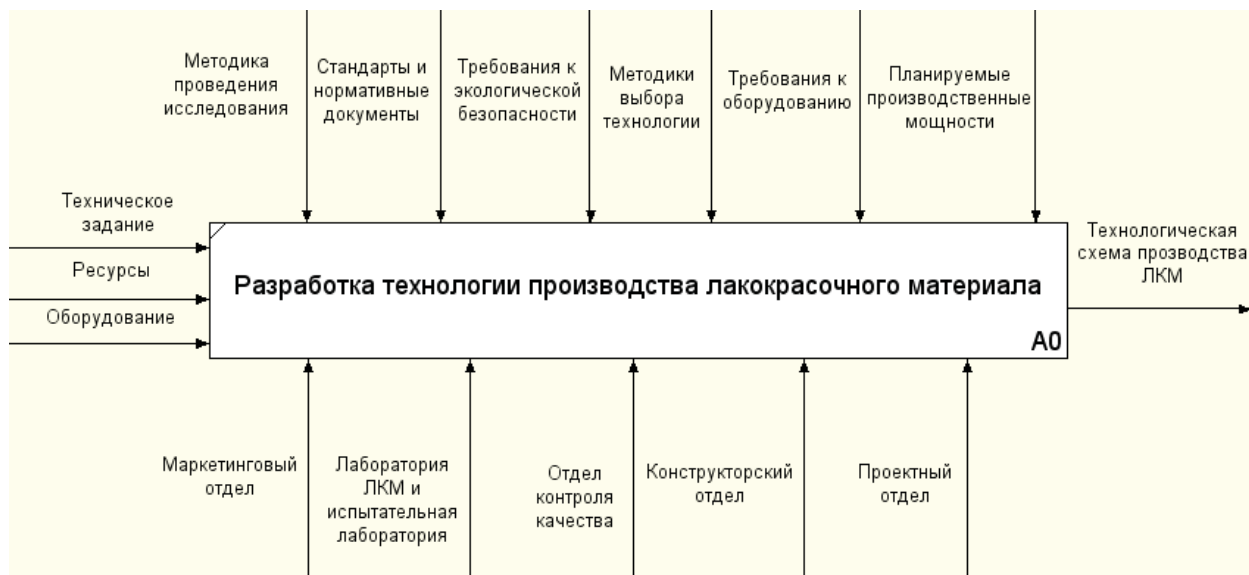 Методика
проведения
исследования
Стандарты и
нормативные
документы
Требования к
экологической
безопасности
Методики
выбора
технологии
Требования к
оборудованию
Планируемые
производственные
мощности
Техническое
задание
Ресурсы
Оборудование
Разработка технологии производства лакокрасочного материала
A0
Технологическая
схема прозводства
ЛКМ
Маркетинговый
отдел
Лаборатория
ЛКМ и
испытательная
лаборатория
Отдел
контроля
качества
Конструкторский
отдел
Проектный
отдел